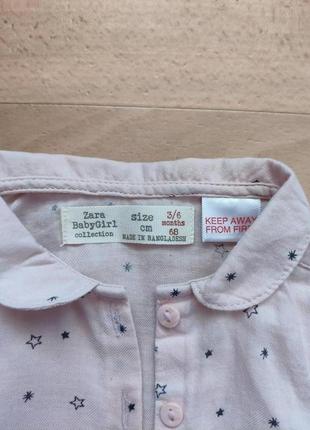 Zara
BabyGirl
collection
size
cm
3/6
months
68
MADE IN BANGLADESH
KEEP AWAY
FROM FIRE